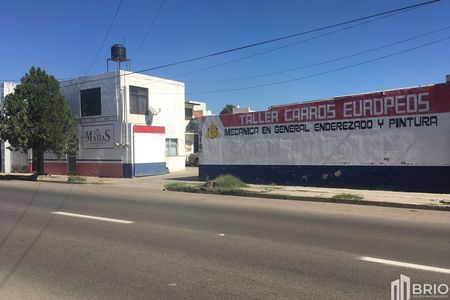 TALLER CARROS EUROPEOS
MECANICA EN GENERAL ENDEREZADO Y PINTURA
BRIO